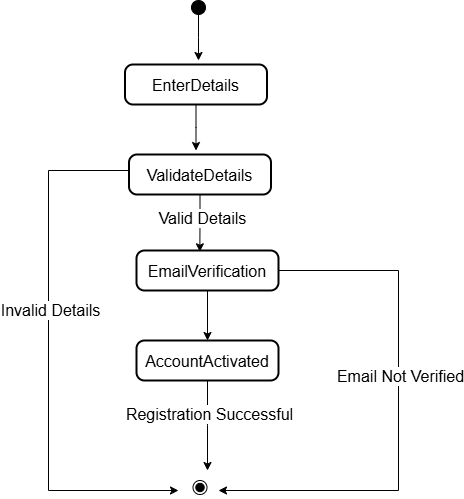 EnterDetails
ValidateDetails
Valid Details
EmailVerification
Invalid Details
AccountActivated
Email Not Verified
Registration Successful